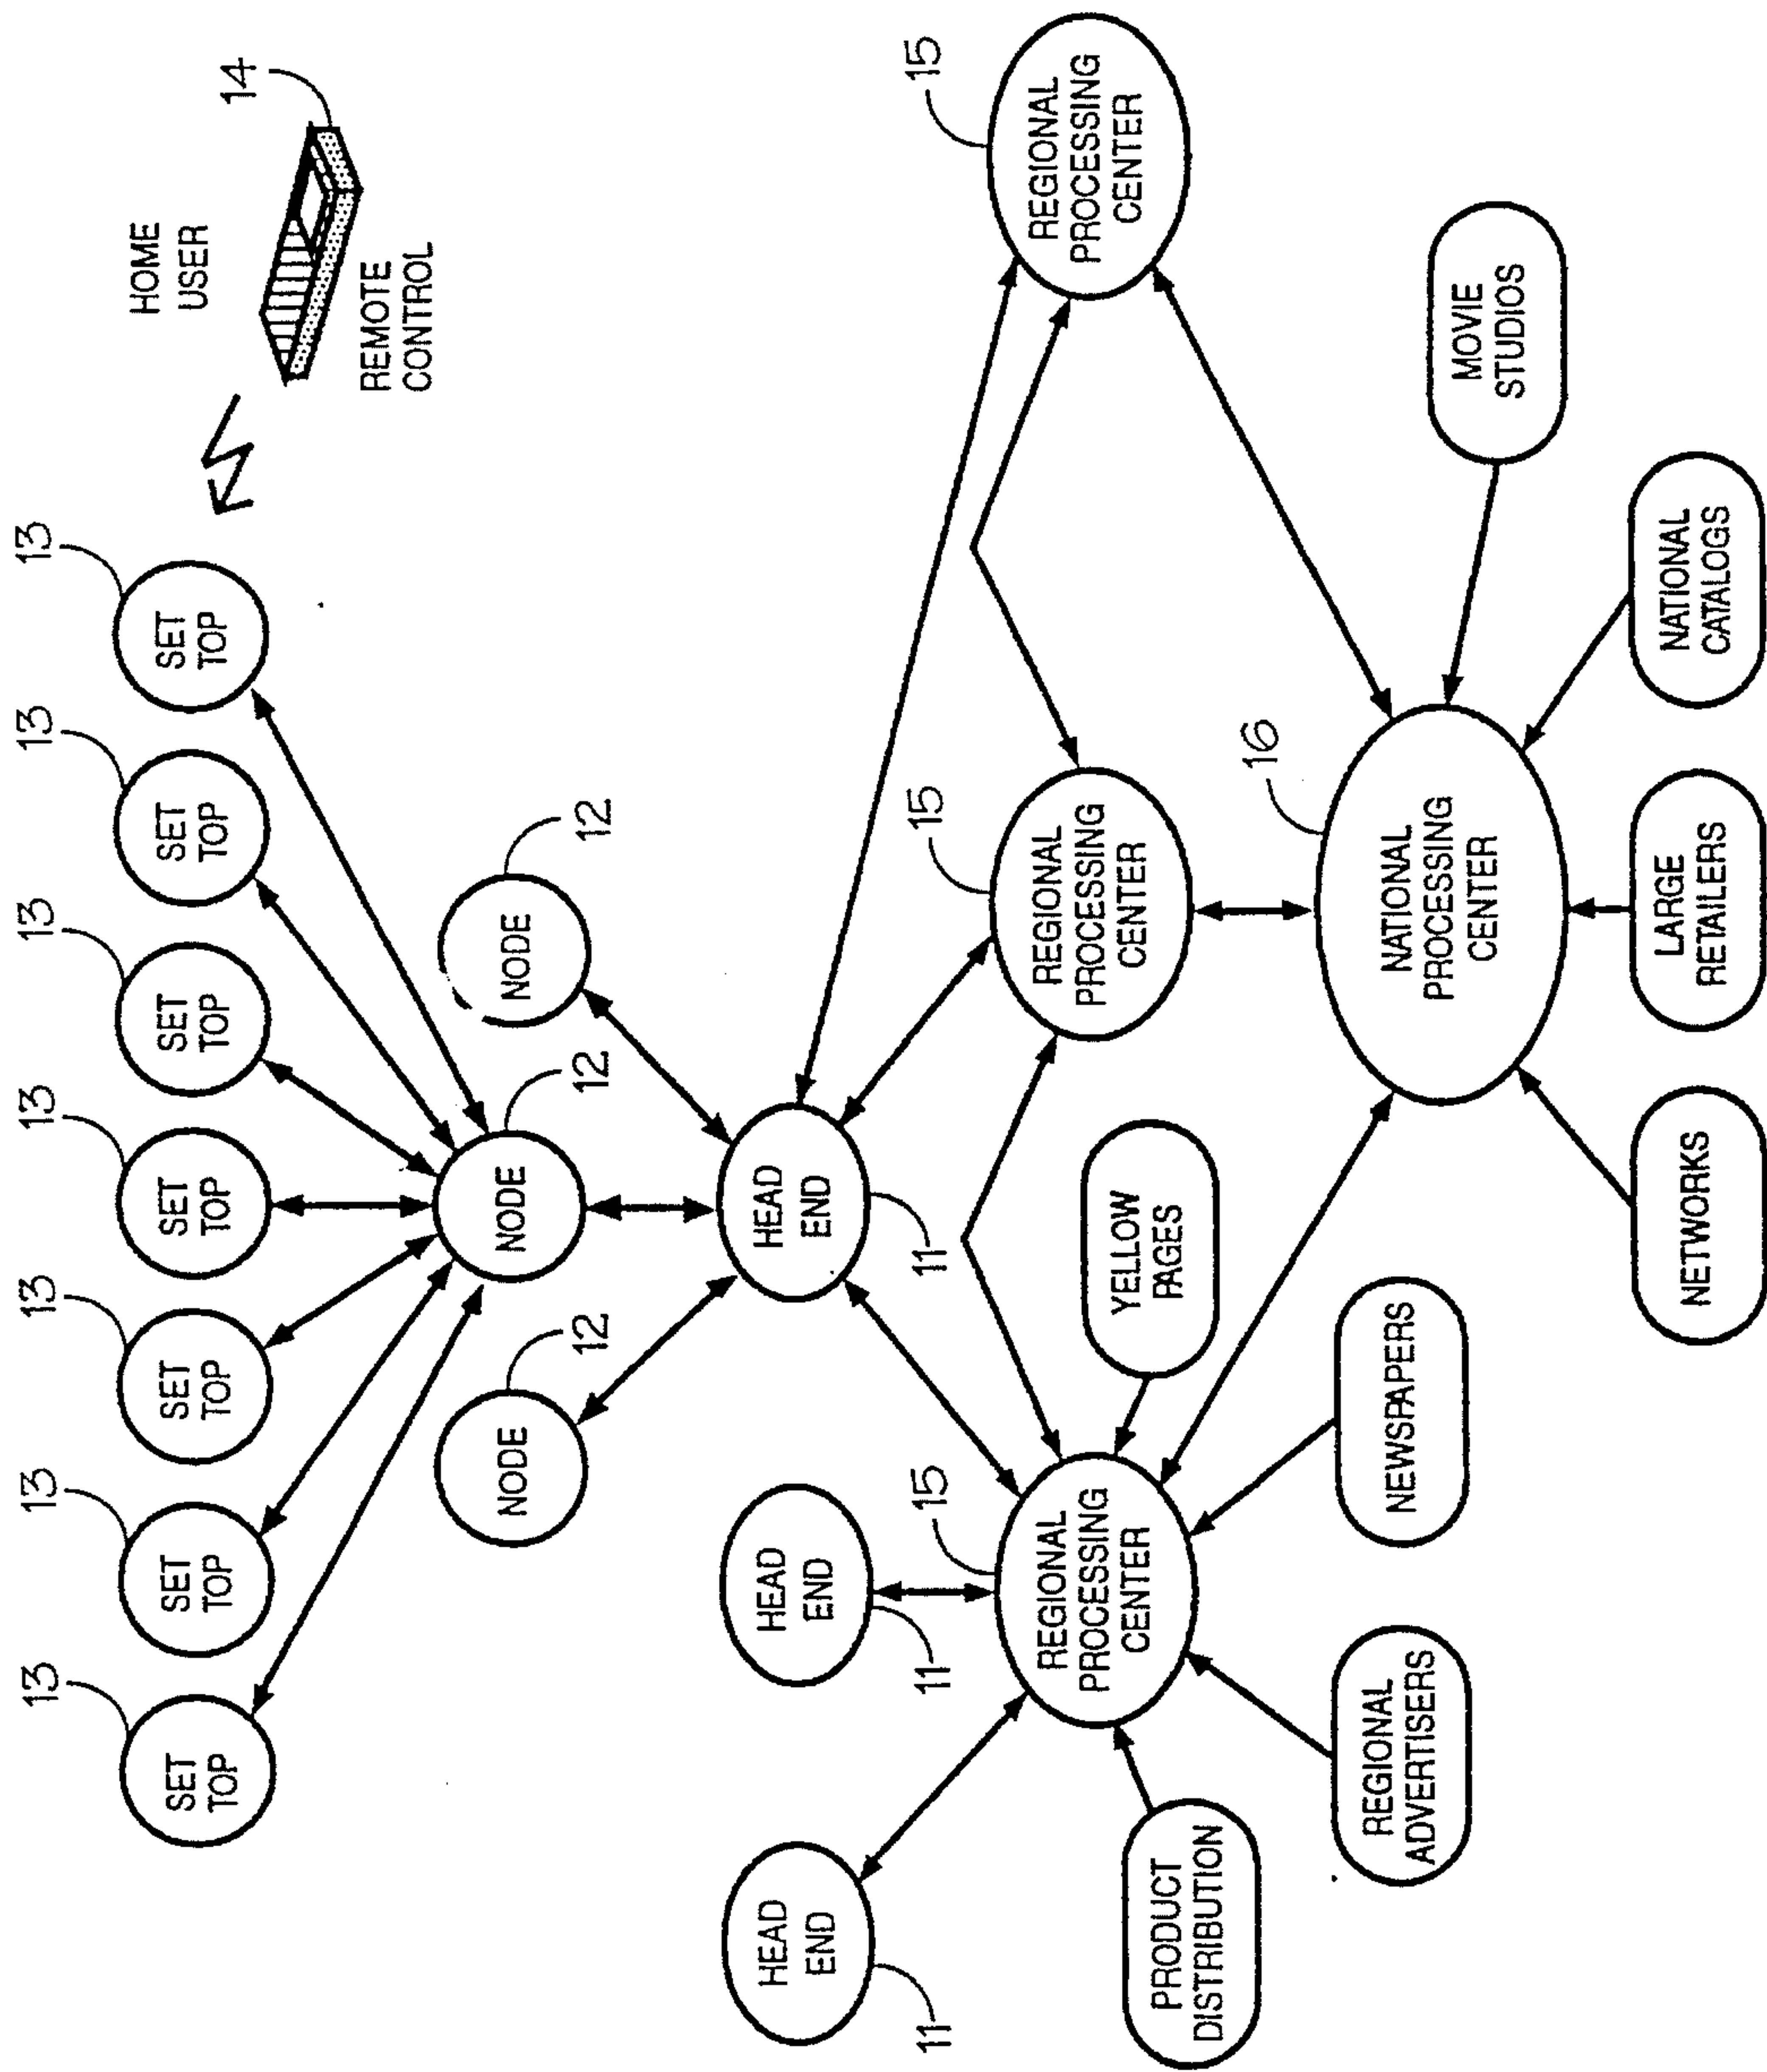 HOME
USER
14
REMOTE
CONTROL
13
13
13
13
13
13
13
SET
TOP
SET
TOP
SET
TOP
SET
TOP
SET
TOP
SET
TOP
SET
TOP
NODE
12
NODE
12
NODE
12
HEAD
END
11
HEAD
END
11
HEAD
END
11
15
REGIONAL
PROCESSING
CENTER
15
REGIONAL
PROCESSING
CENTER
15
REGIONAL
PROCESSING
CENTER
YELLOW
PAGES
PRODUCT
DISTRIBUTION
REGIONAL
ADVERTISERS
NEWSPAPERS
16
NATIONAL
PROCESSING
CENTER
MOVIE
STUDIOS
NETWORKS
LARGE
RETAILERS
NATIONAL
CATALOGS